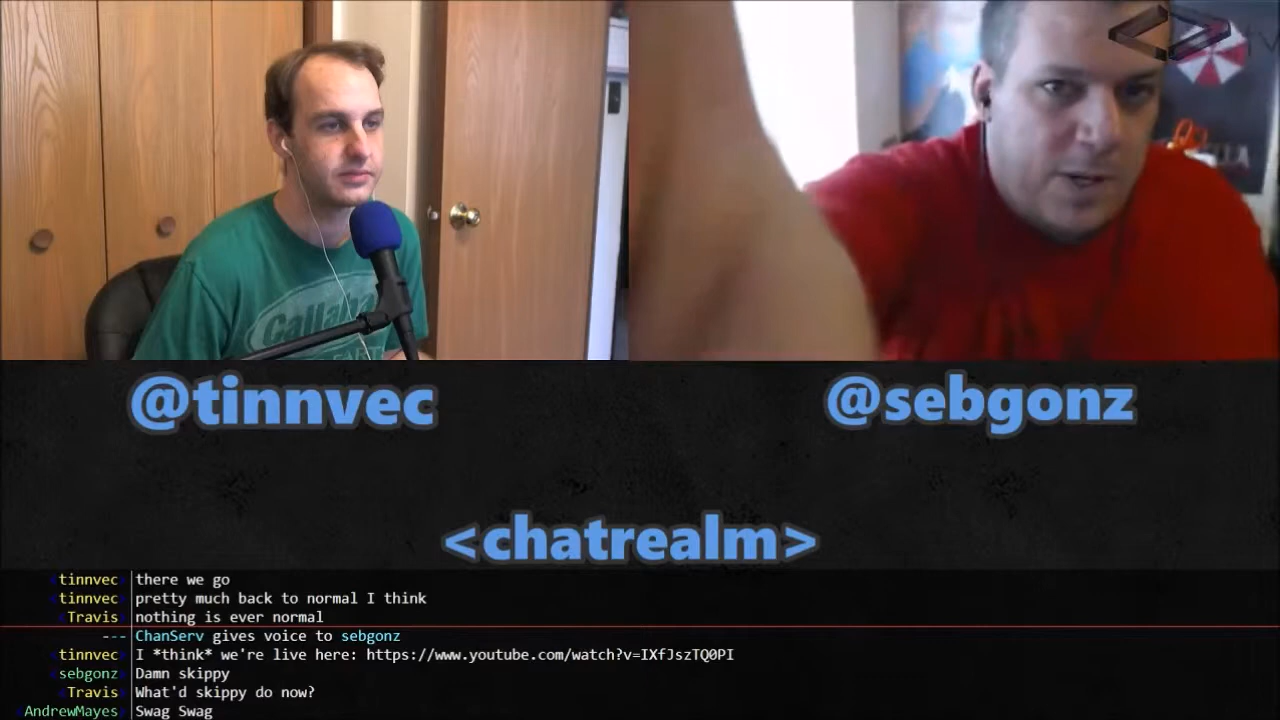 @tinnvec
@sebgonz
<chatrealm>
tinnvec there we go
tinnvec pretty much back to normal I think
Travis nothing is ever normal
--- ChanServ gives voice to sebgonz
tinnvec I *think* we're live here: https://www.youtube.com/watch?v=IXfJszTQ0PI
sebgonz Damn skippy
Travis What'd skippy do now?
AndrewMayes Swag Swag